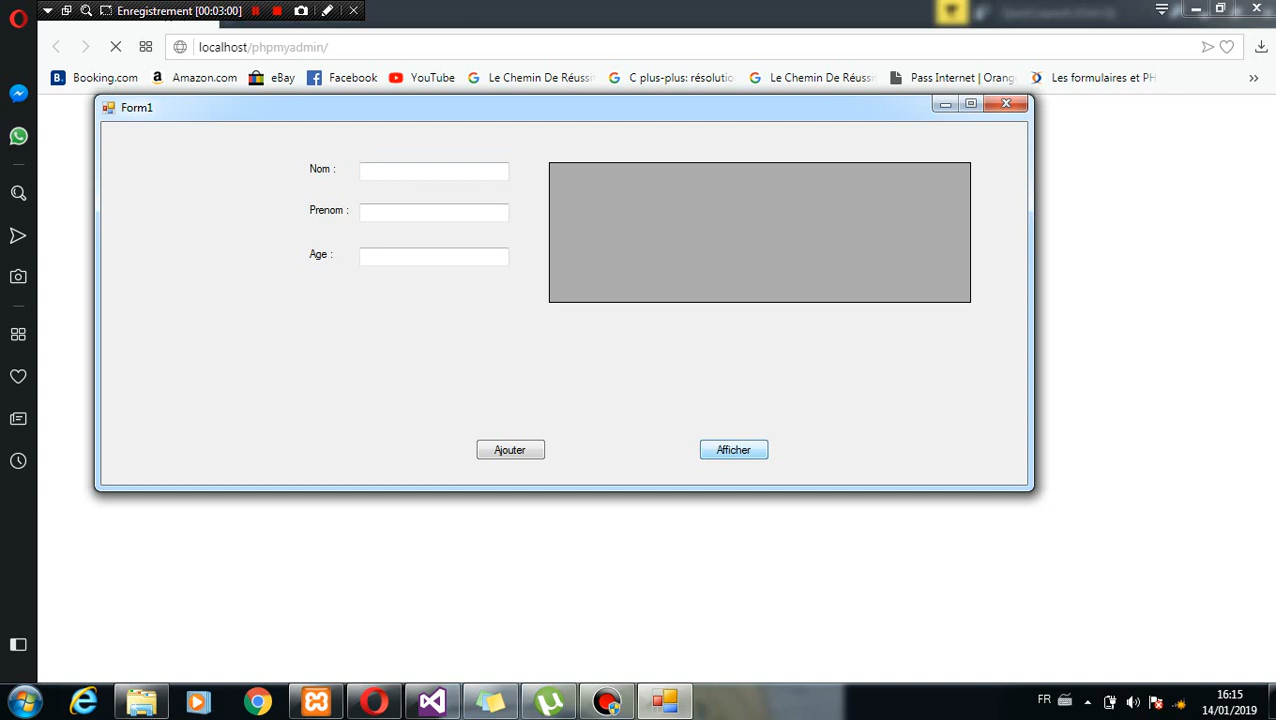 Enregistrement [00:03:00]
localhost/phpmyadmin/
Booking.com Amazon.com eBay Facebook YouTube Le Chemin De Réussi C plus-plus: résolutio Le Chemin De Réussi Pass Internet | Orang Les formulaires et PH »
Form1
Nom :
Prenom :
Age :
Ajouter Afficher
FR
16:15
14/01/2019